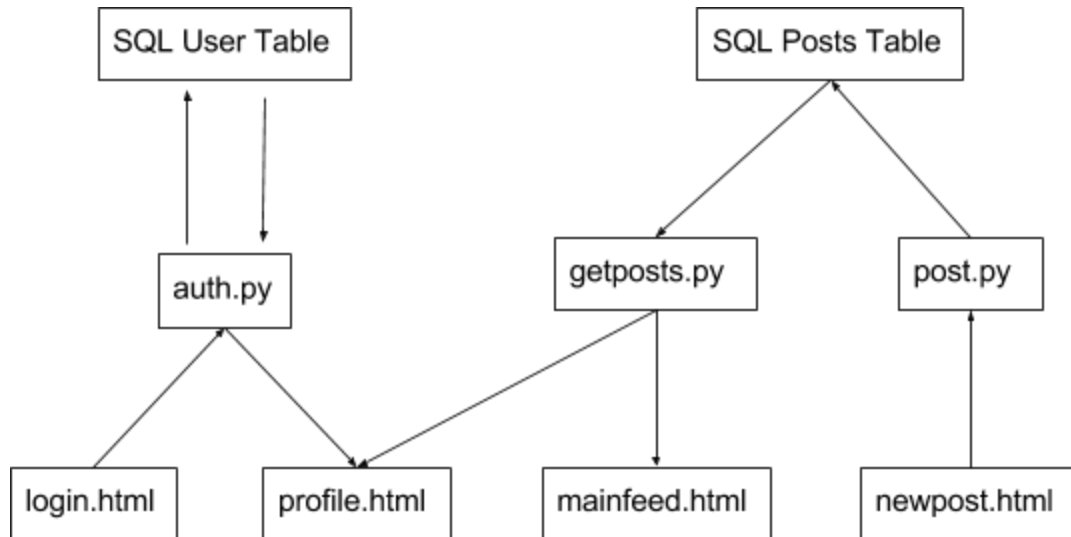 SQL User Table
SQL Posts Table
auth.py
getposts.py
post.py
login.html
profile.html
mainfeed.html
newpost.html